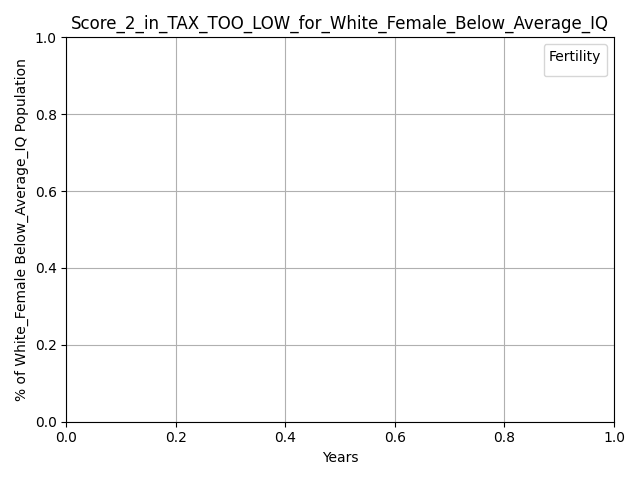 Score_2_in_TAX_TOO_LOW_for_White_Female_Below_Average_IQ
Fertility
% of White_Female Below_Average_IQ Population
1.0
0.8
0.6
0.4
0.2
0.0
0.0 0.2 0.4 0.6 0.8 1.0
Years